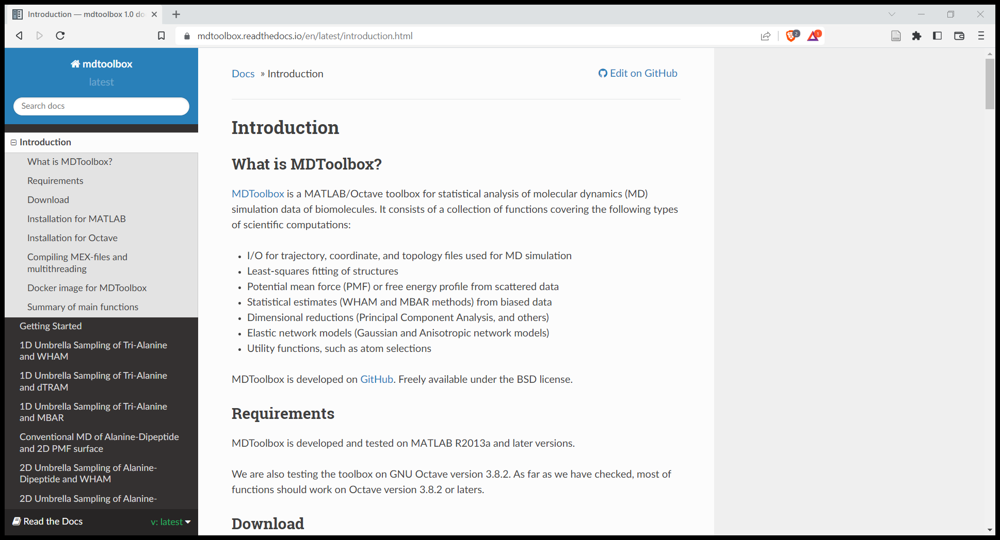 Introduction — mdtoolbox 1.0 do
mdtoolbox.readthedocs.io/en/latest/introduction.html
2
1
mdtoolbox
latest
Search docs
Introduction
What is MDToolbox?
Requirements
Download
Installation for MATLAB
Installation for Octave
Compiling MEX-files and
multithreading
Docker image for MDToolbox
Summary of main functions
Getting Started
1D Umbrella Sampling of Tri-Alanine
and WHAM
1D Umbrella Sampling of Tri-Alanine
and dTRAM
1D Umbrella Sampling of Tri-Alanine
and MBAR
Conventional MD of Alanine-Dipeptide
and 2D PMF surface
2D Umbrella Sampling of Alanine-
Dipeptide and WHAM
2D Umbrella Sampling of Alanine-
Read the Docs v: latest
Docs » Introduction
Edit on GitHub
Introduction
What is MDToolbox?
MDToolbox is a MATLAB/Octave toolbox for statistical analysis of molecular dynamics (MD)
simulation data of biomolecules. It consists of a collection of functions covering the following types
of scientific computations:
• I/O for trajectory, coordinate, and topology files used for MD simulation
• Least-squares fitting of structures
• Potential mean force (PMF) or free energy profile from scattered data
• Statistical estimates (WHAM and MBAR methods) from biased data
• Dimensional reductions (Principal Component Analysis, and others)
• Elastic network models (Gaussian and Anisotropic network models)
• Utility functions, such as atom selections
MDToolbox is developed on GitHub. Freely available under the BSD license.
Requirements
MDToolbox is developed and tested on MATLAB R2013a and later versions.
We are also testing the toolbox on GNU Octave version 3.8.2. As far as we have checked, most of
functions should work on Octave version 3.8.2 or laters.
Download